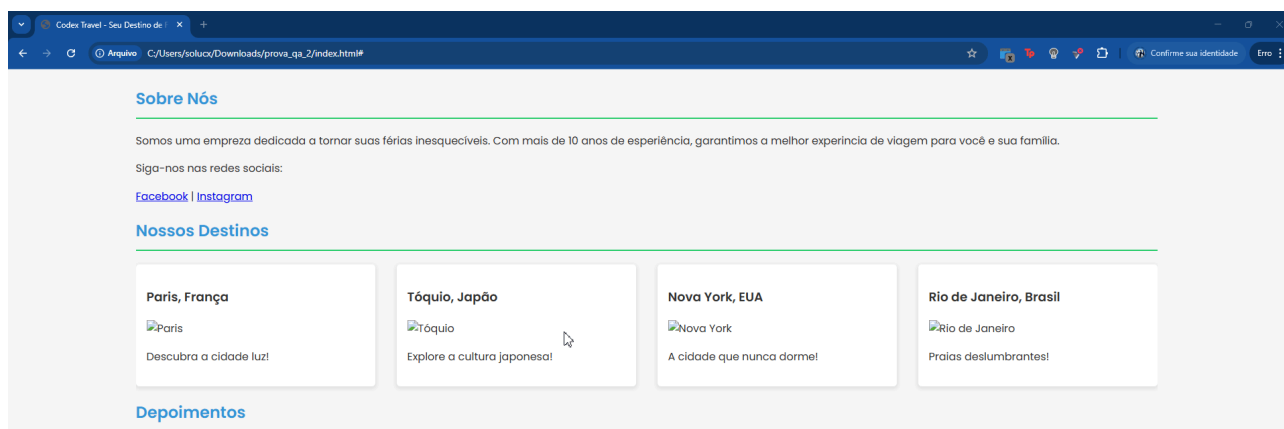 Codex Travel - Seu Destino de
Arquivo C:/Users/solucx/Downloads/prova_qa_2/index.html# Confirme sua identidade Erro
Sobre Nós
Somos uma empreza dedicada a tornar suas férias inesquecíveis. Com mais de 10 anos de esperiência, garantimos a melhor experincia de viagem para você e sua família.
Siga-nos nas redes sociais:
Facebook | Instagram
Nossos Destinos
Paris, França Tóquio, Japão Nova York, EUA Rio de Janeiro, Brasil
Paris Tóquio Nova York Rio de Janeiro
Descubra a cidade luz! Explore a cultura japonesa! A cidade que nunca dorme! Praias deslumbrantes!
Depoimentos